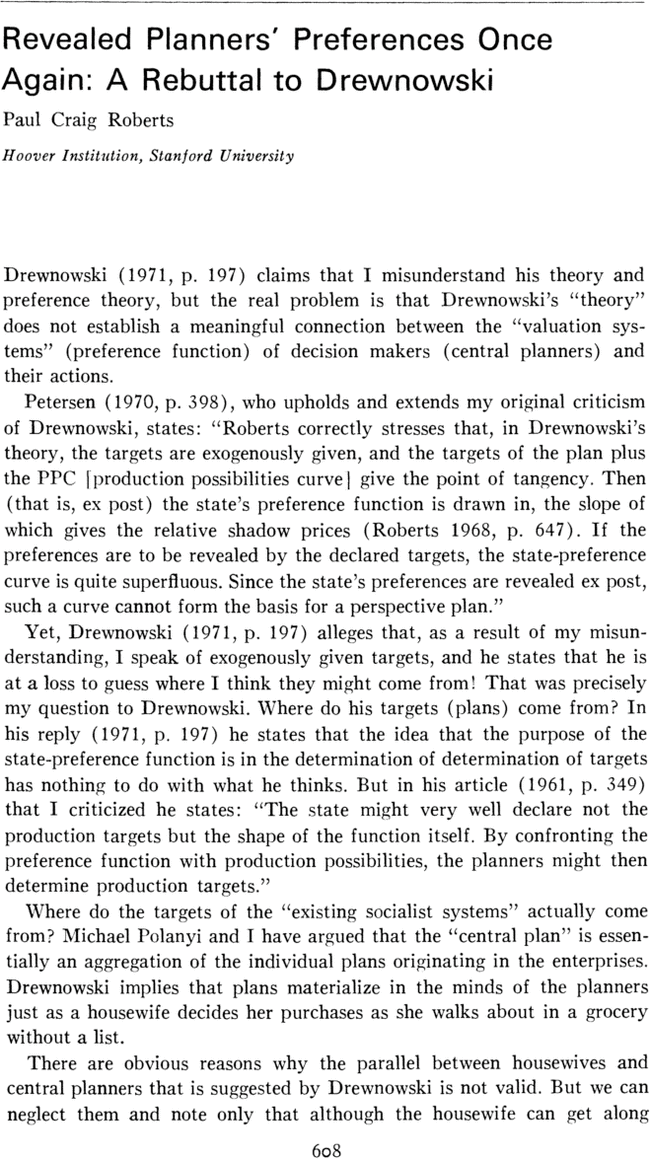 Revealed Planners' Preferences Once
Again: A Rebuttal to Drewnowski
Paul Craig Roberts
Hoover Institution, Stanford University
Drewnowski (1971, p. 197) claims that I misunderstand his theory and
preference theory, but the real problem is that Drewnowski's "theory"
does not establish a meaningful connection between the "valuation sys-
tems" (preference function) of decision makers (central planners) and
their actions.
Petersen (1970, p. 398), who upholds and extends my original criticism
of Drewnowski, states: "Roberts correctly stresses that, in Drewnowski's
theory, the targets are exogenously given, and the targets of the plan plus
the PPC [production possibilities curve] give the point of tangency. Then
(that is, ex post) the state's preference function is drawn in, the slope of
which gives the relative shadow prices (Roberts 1968, p. 647). If the
preferences are to be revealed by the declared targets, the state-preference
curve is quite superfluous. Since the state's preferences are revealed ex post,
such a curve cannot form the basis for a perspective plan."
Yet, Drewnowski (1971, p. 197) alleges that, as a result of my misun-
derstanding, I speak of exogenously given targets, and he states that he is
at a loss to guess where I think they might come from! That was precisely
my question to Drewnowski. Where do his targets (plans) come from? In
his reply (1971, p. 197) he states that the idea that the purpose of the
state-preference function is in the determination of determination of targets
has nothing to do with what he thinks. But in his article (1961, p. 349)
that I criticized he states: "The state might very well declare not the
production targets but the shape of the function itself. By confronting the
preference function with production possibilities, the planners might then
determine production targets."
Where do the targets of the "existing socialist systems" actually come
from? Michael Polanyi and I have argued that the "central plan" is essen-
tially an aggregation of the individual plans originating in the enterprises.
Drewnowski implies that plans materialize in the minds of the planners
just as a housewife decides her purchases as she walks about in a grocery
without a list.
There are obvious reasons why the parallel between housewives and
central planners that is suggested by Drewnowski is not valid. But we can
neglect them and note only that although the housewife can get along
608